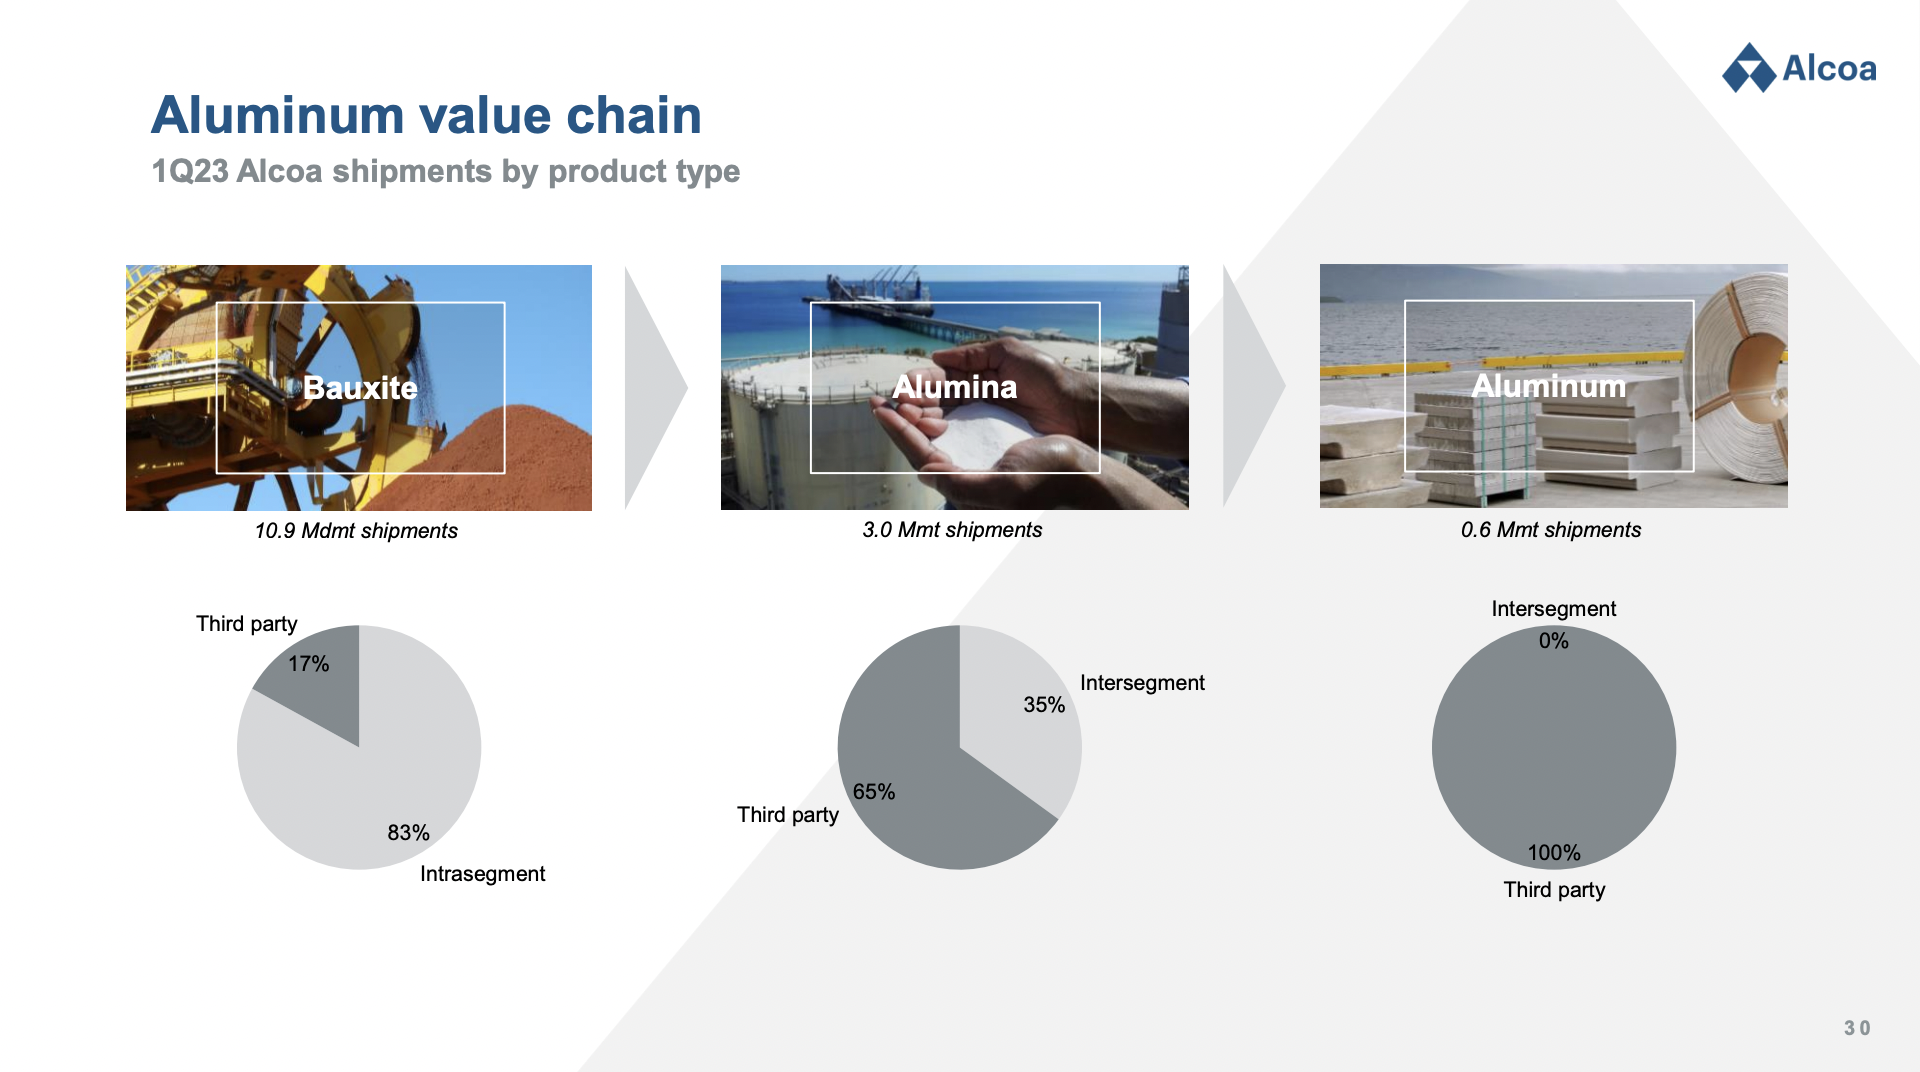 Alcoa
Aluminum value chain
1Q23 Alcoa shipments by product type
Bauxite
10.9 Mdmt shipments
Alumina
3.0 Mmt shipments
Aluminum
0.6 Mmt shipments
Third party
17%
83%
Intrasegment
Intersegment
35%
65%
Third party
Intersegment
0%
100%
Third party
30